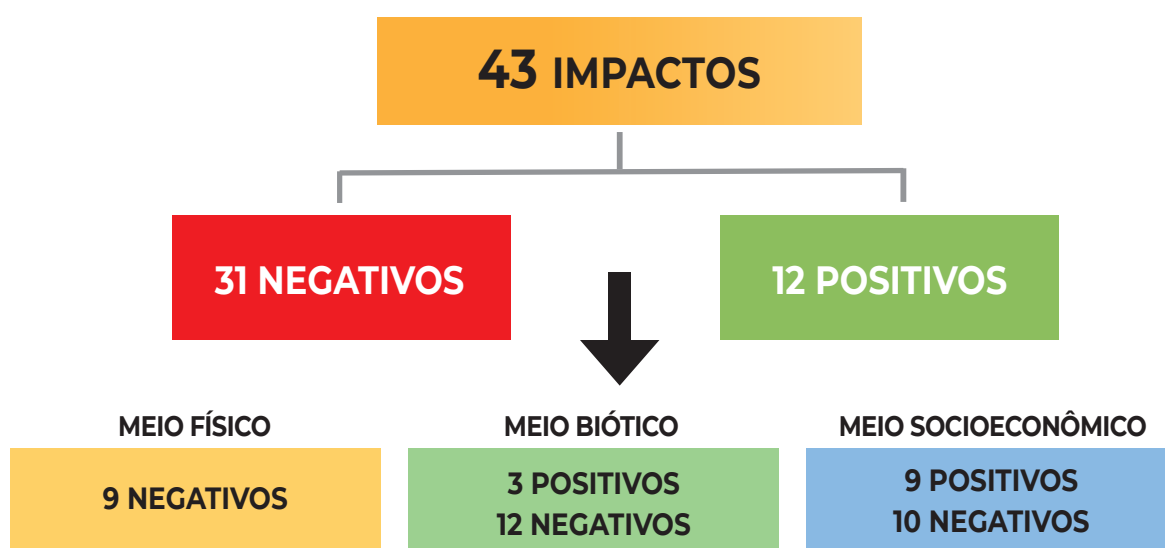 43 IMPACTOS
31 NEGATIVOS
12 POSITIVOS
MEIO FÍSICO
9 NEGATIVOS
MEIO BIÓTICO
3 POSITIVOS
12 NEGATIVOS
MEIO SOCIOECONÔMICO
9 POSITIVOS
10 NEGATIVOS